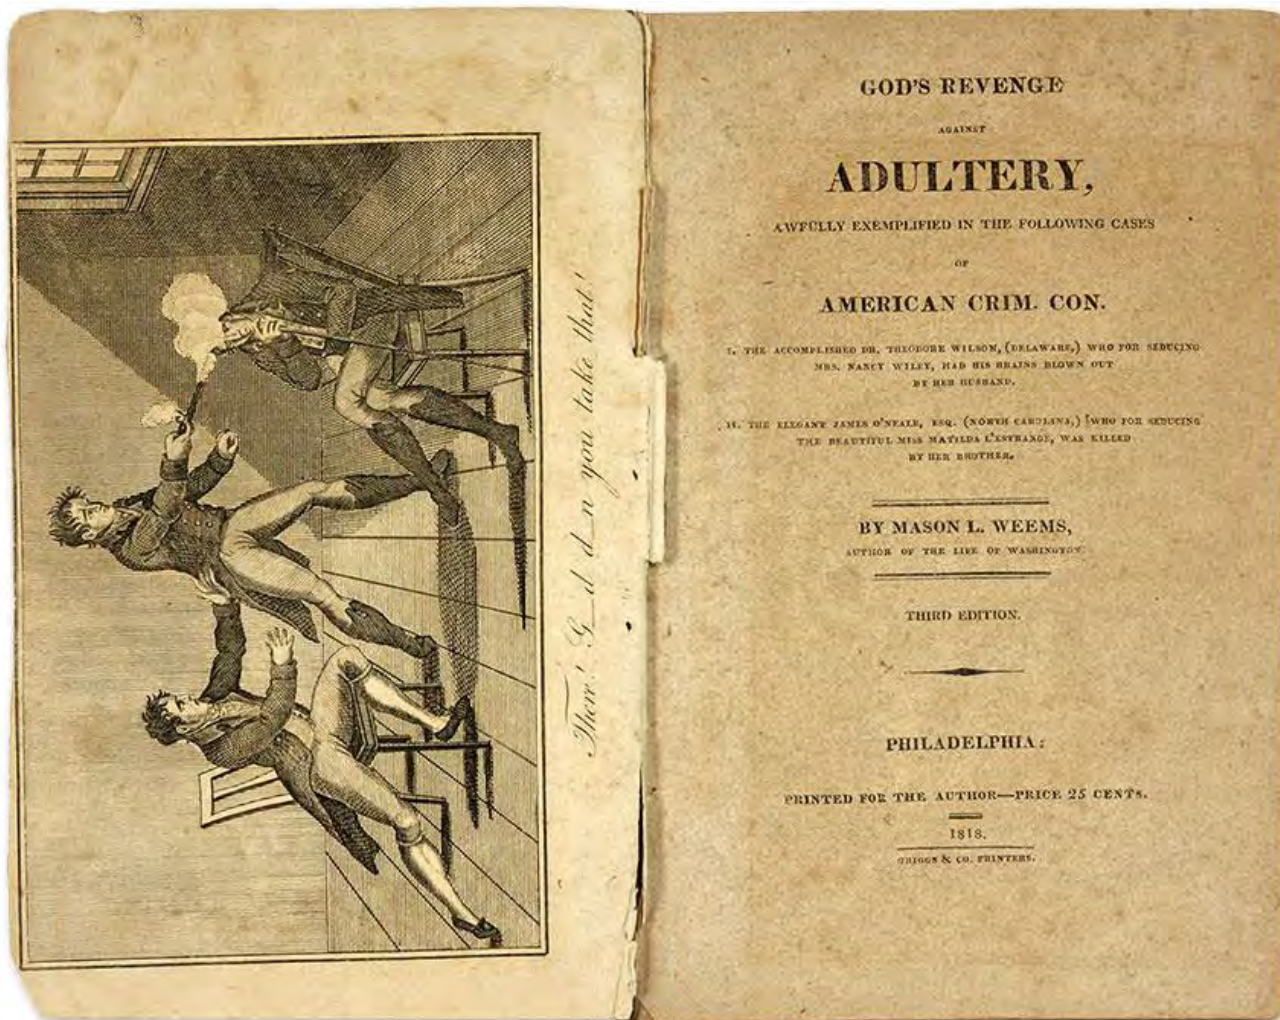 There! G_d d_n you take that!
GOD'S REVENGE
AGAINST
ADULTERY,
AWFULLY EXEMPLIFIED IN THE FOLLOWING CASES
OF
AMERICAN CRIM. CON.
I. THE ACCOMPLISHED DR. THEODORE WILSON, (DELAWARE,) WHO FOR SEDUCING
MRS. NANCY WILEY, HAD HIS BRAINS BLOWN OUT
BY HER HUSBAND.
II. THE ELEGANT JAMES O'NEALE, ESQ. (NORTH CAROLINA,) WHO FOR SEDUCING
THE BEAUTIFUL MISS MATILDA L'ESTRANGE, WAS KILLED
BY HER BROTHER.
BY MASON L. WEEMS,
AUTHOR OF THE LIFE OF WASHINGTON.
THIRD EDITION.
PHILADELPHIA:
PRINTED FOR THE AUTHOR—PRICE 25 CENTS.
1818.
GRIGGS & CO. PRINTERS.